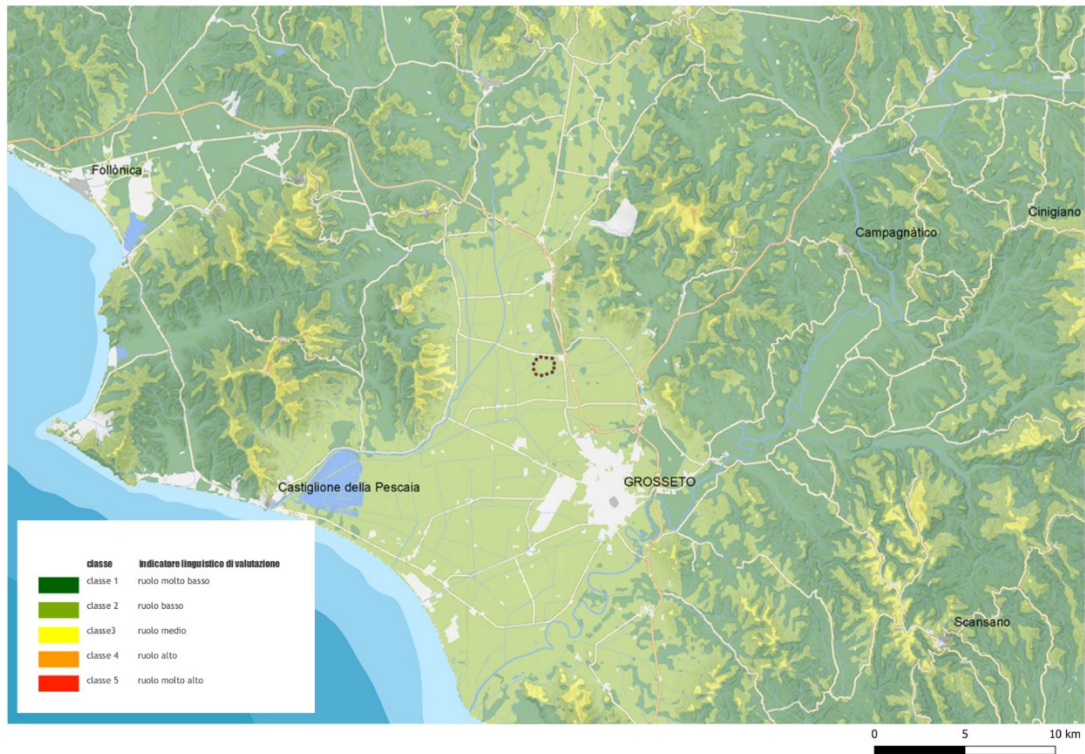 Follònica
Cinigiano
Campagnàtico
GROSSETO
Castiglione della Pescaia
Scansano
classe indicatore linguistico di valutazione
classe 1 ruolo molto basso
classe 2 ruolo basso
classe3 ruolo medio
classe 4 ruolo alto
classe 5 ruolo molto alto
0 5 10 km